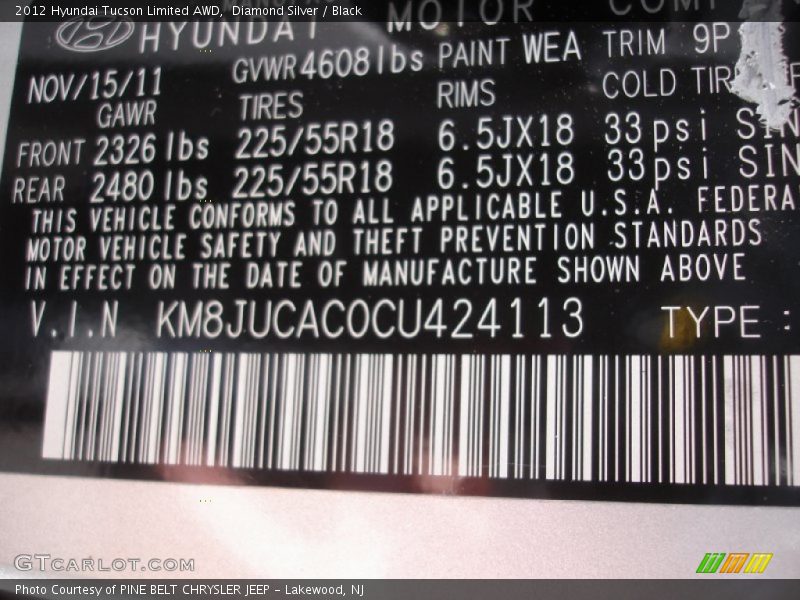 2012 Hyundai Tucson Limited AWD, Diamond Silver / Black
HYUNDAI MOTOR
NOV/15/11 GVWR 4608 lbs PAINT WEA TRIM 9P
GAWR TIRES RIMS COLD
FRONT 2326 lbs 225/55R18 6.5JX18 33 psi
REAR 2480 lbs 225/55R18 6.5JX18 33 psi
THIS VEHICLE CONFORMS TO ALL APPLICABLE U.S.A.
MOTOR VEHICLE SAFETY AND THEFT PREVENTION STANDARDS
IN EFFECT ON THE DATE OF MANUFACTURE SHOWN ABOVE
V.I.N KM8JUCAC0CU424113 TYPE :
GTCARLOT.COM
Photo Courtesy of PINE BELT CHRYSLER JEEP - Lakewood, NJ